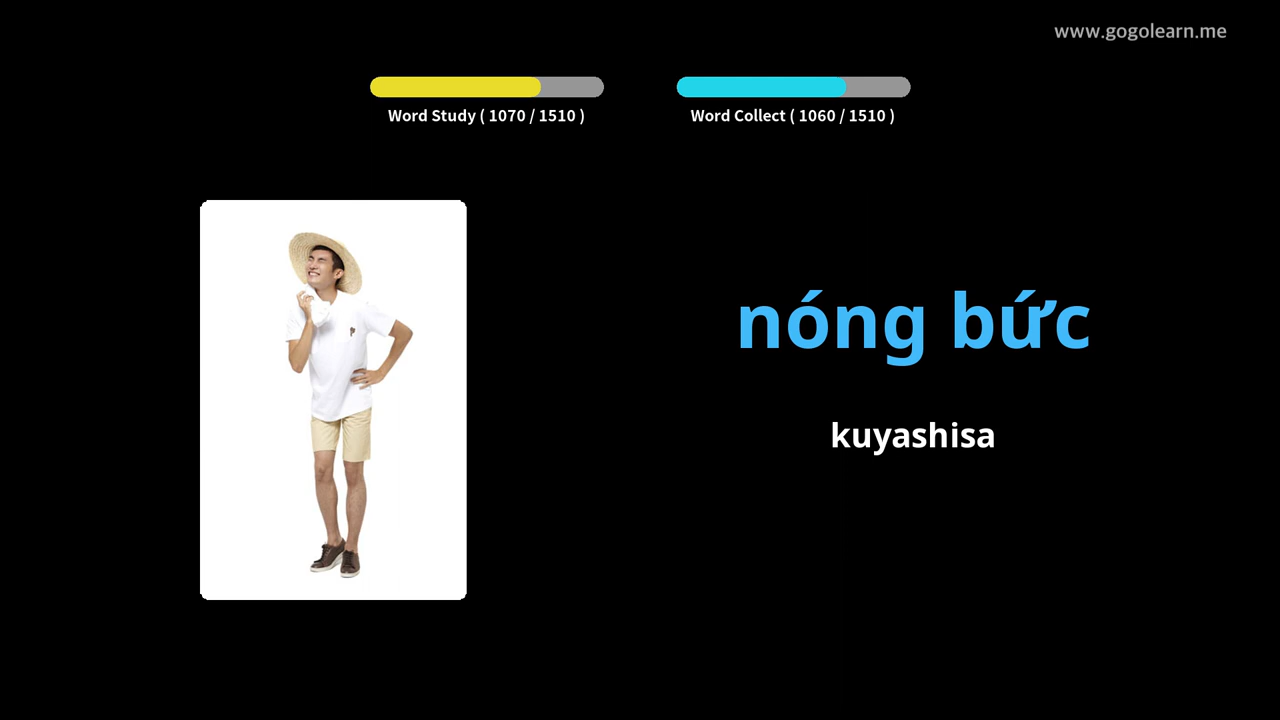 www.gogolearn.me
Word Study ( 1070 / 1510 )
Word Collect ( 1060 / 1510 )
nóng bức
kuyashisa